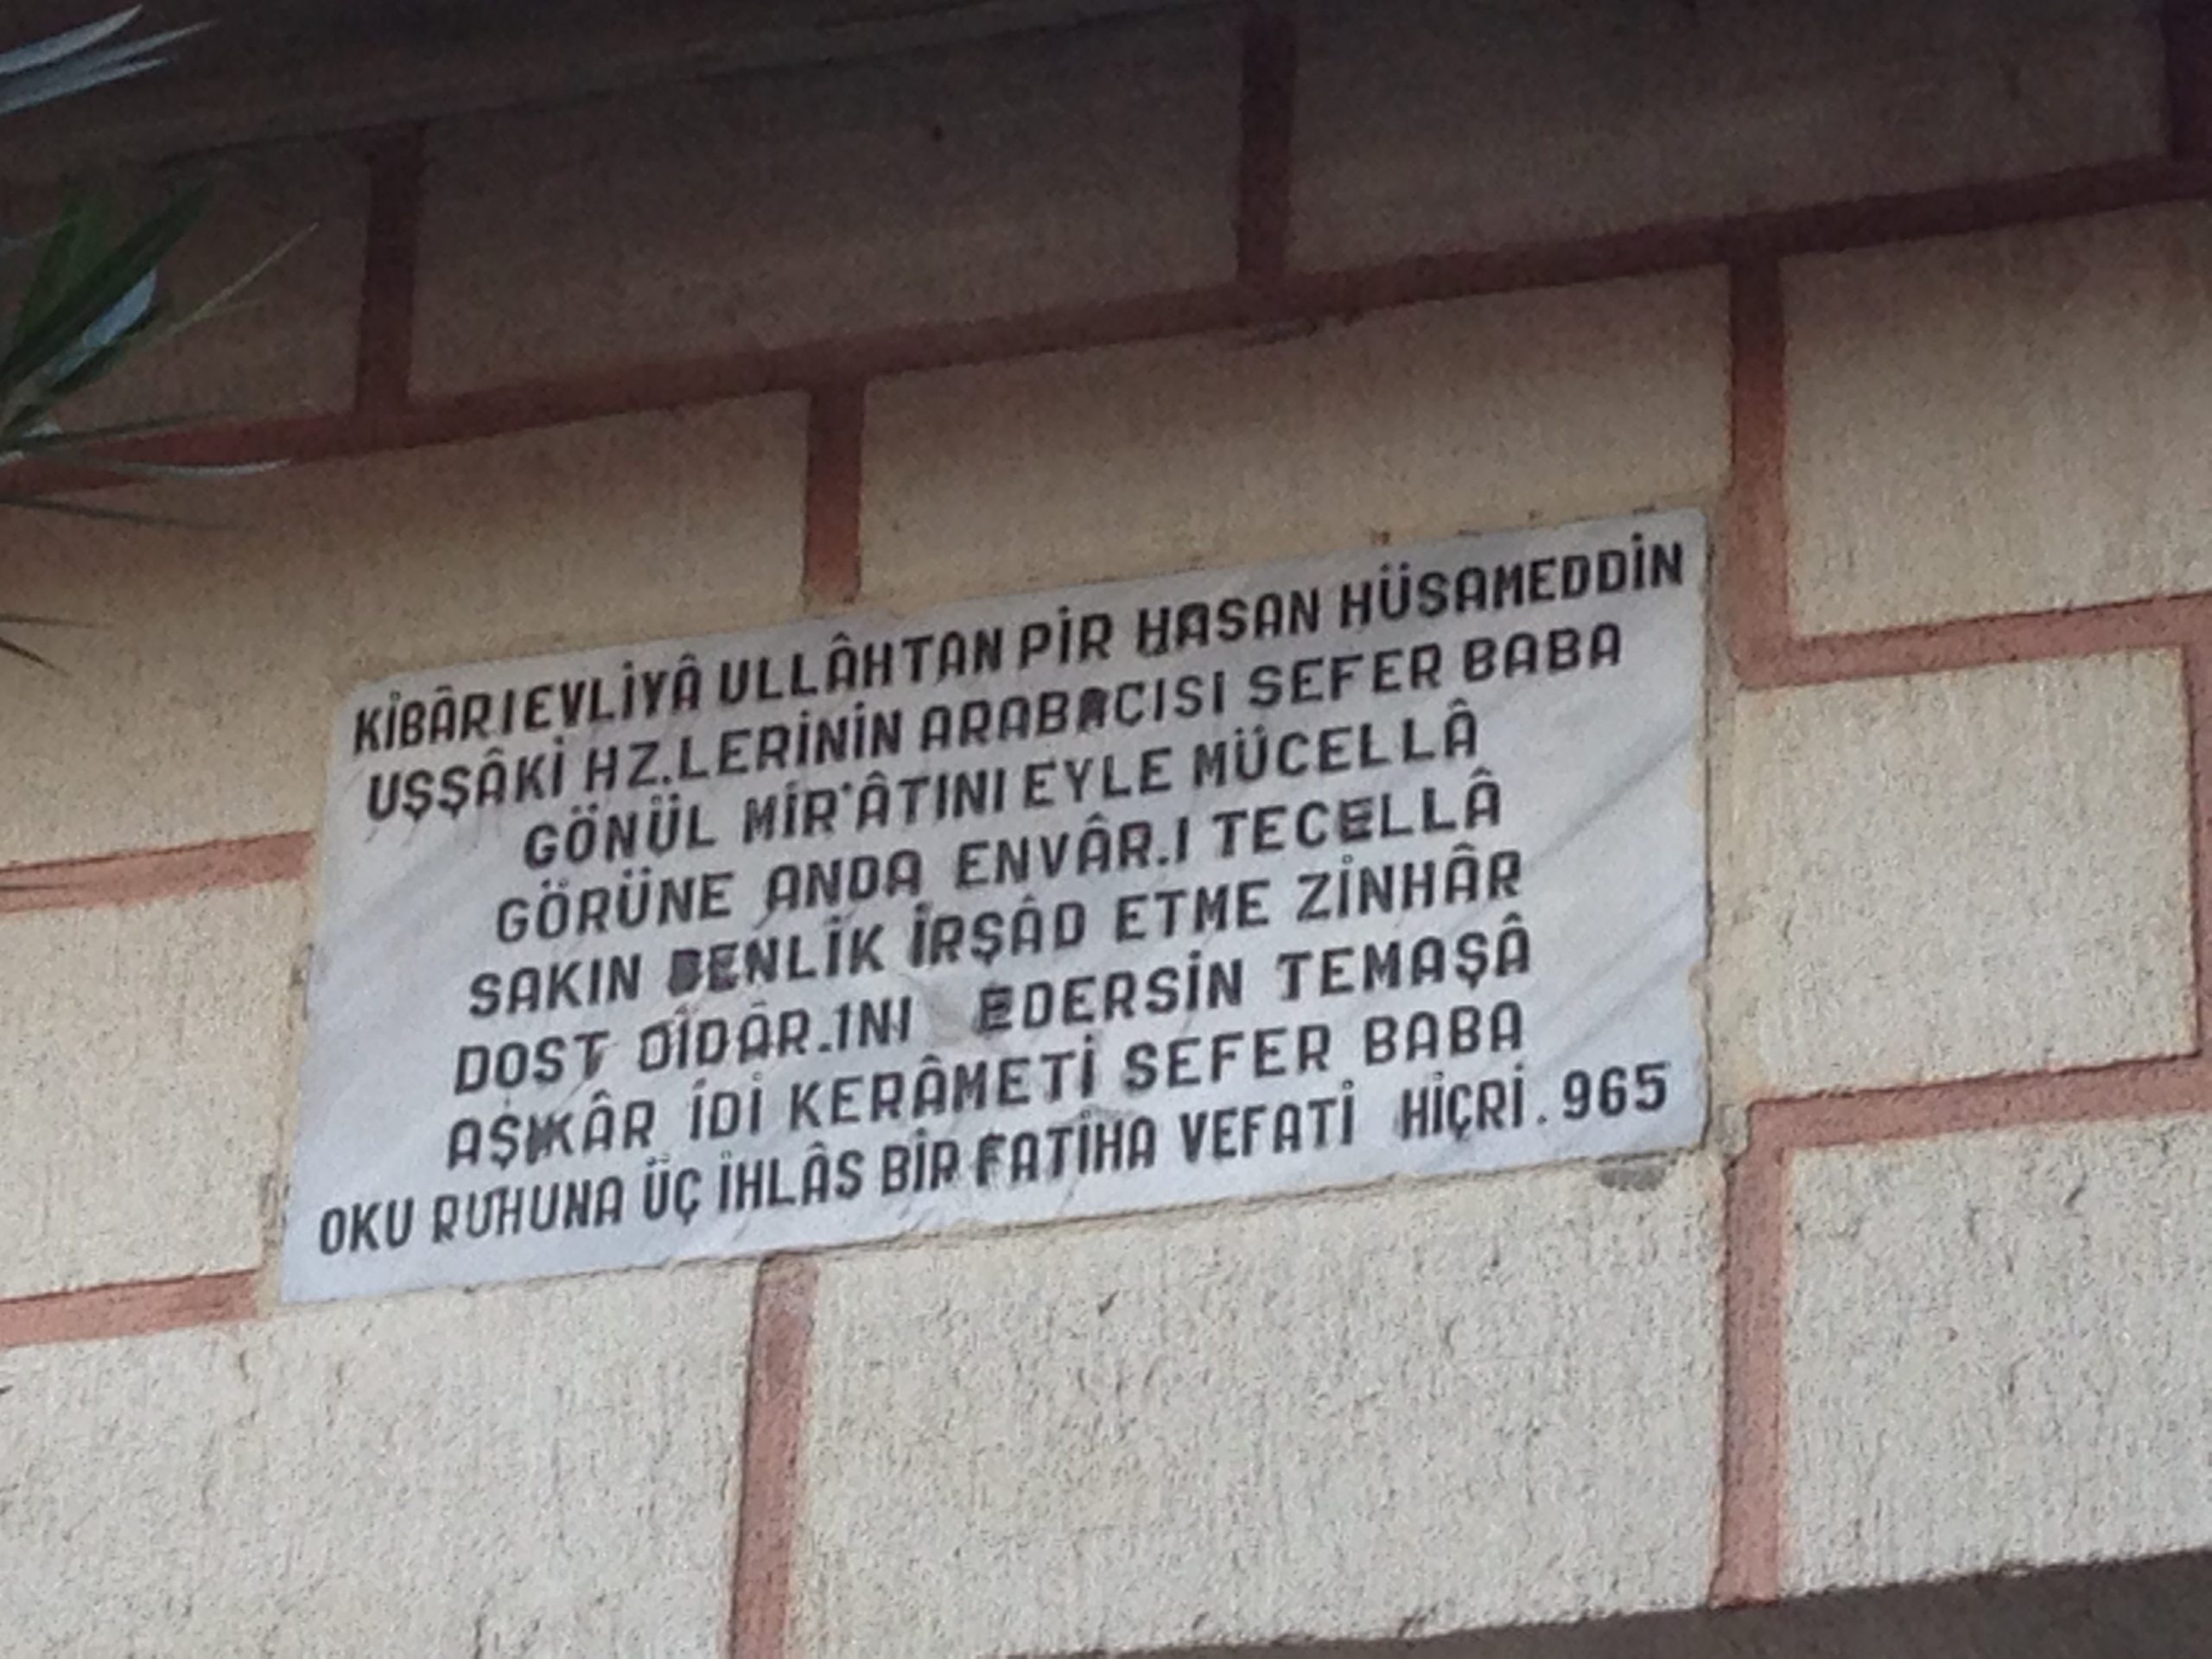 KİBÂRI EVLİYÂ ULLÂHTAN PİR HASAN HÜSAMEDDİN
UŞŞÂKİ HZ.LERİNİN ARABACISI SEFER BABA
GÖNÜL MİR'ÂTINI EYLE MÜCELLÂ
GÖRÜNE ANDA ENVÂR.I TECELLÂ
SAKIN BENLİK İRŞÂD ETME ZİNHÂR
DOST DİDÂR.INI EDERSİN TEMAŞÂ
AŞIKÂR İDİ KERÂMETİ SEFER BABA
OKU RUHUNA ÜÇ İHLÂS BİR FATİHA VEFATİ HİÇRİ.965